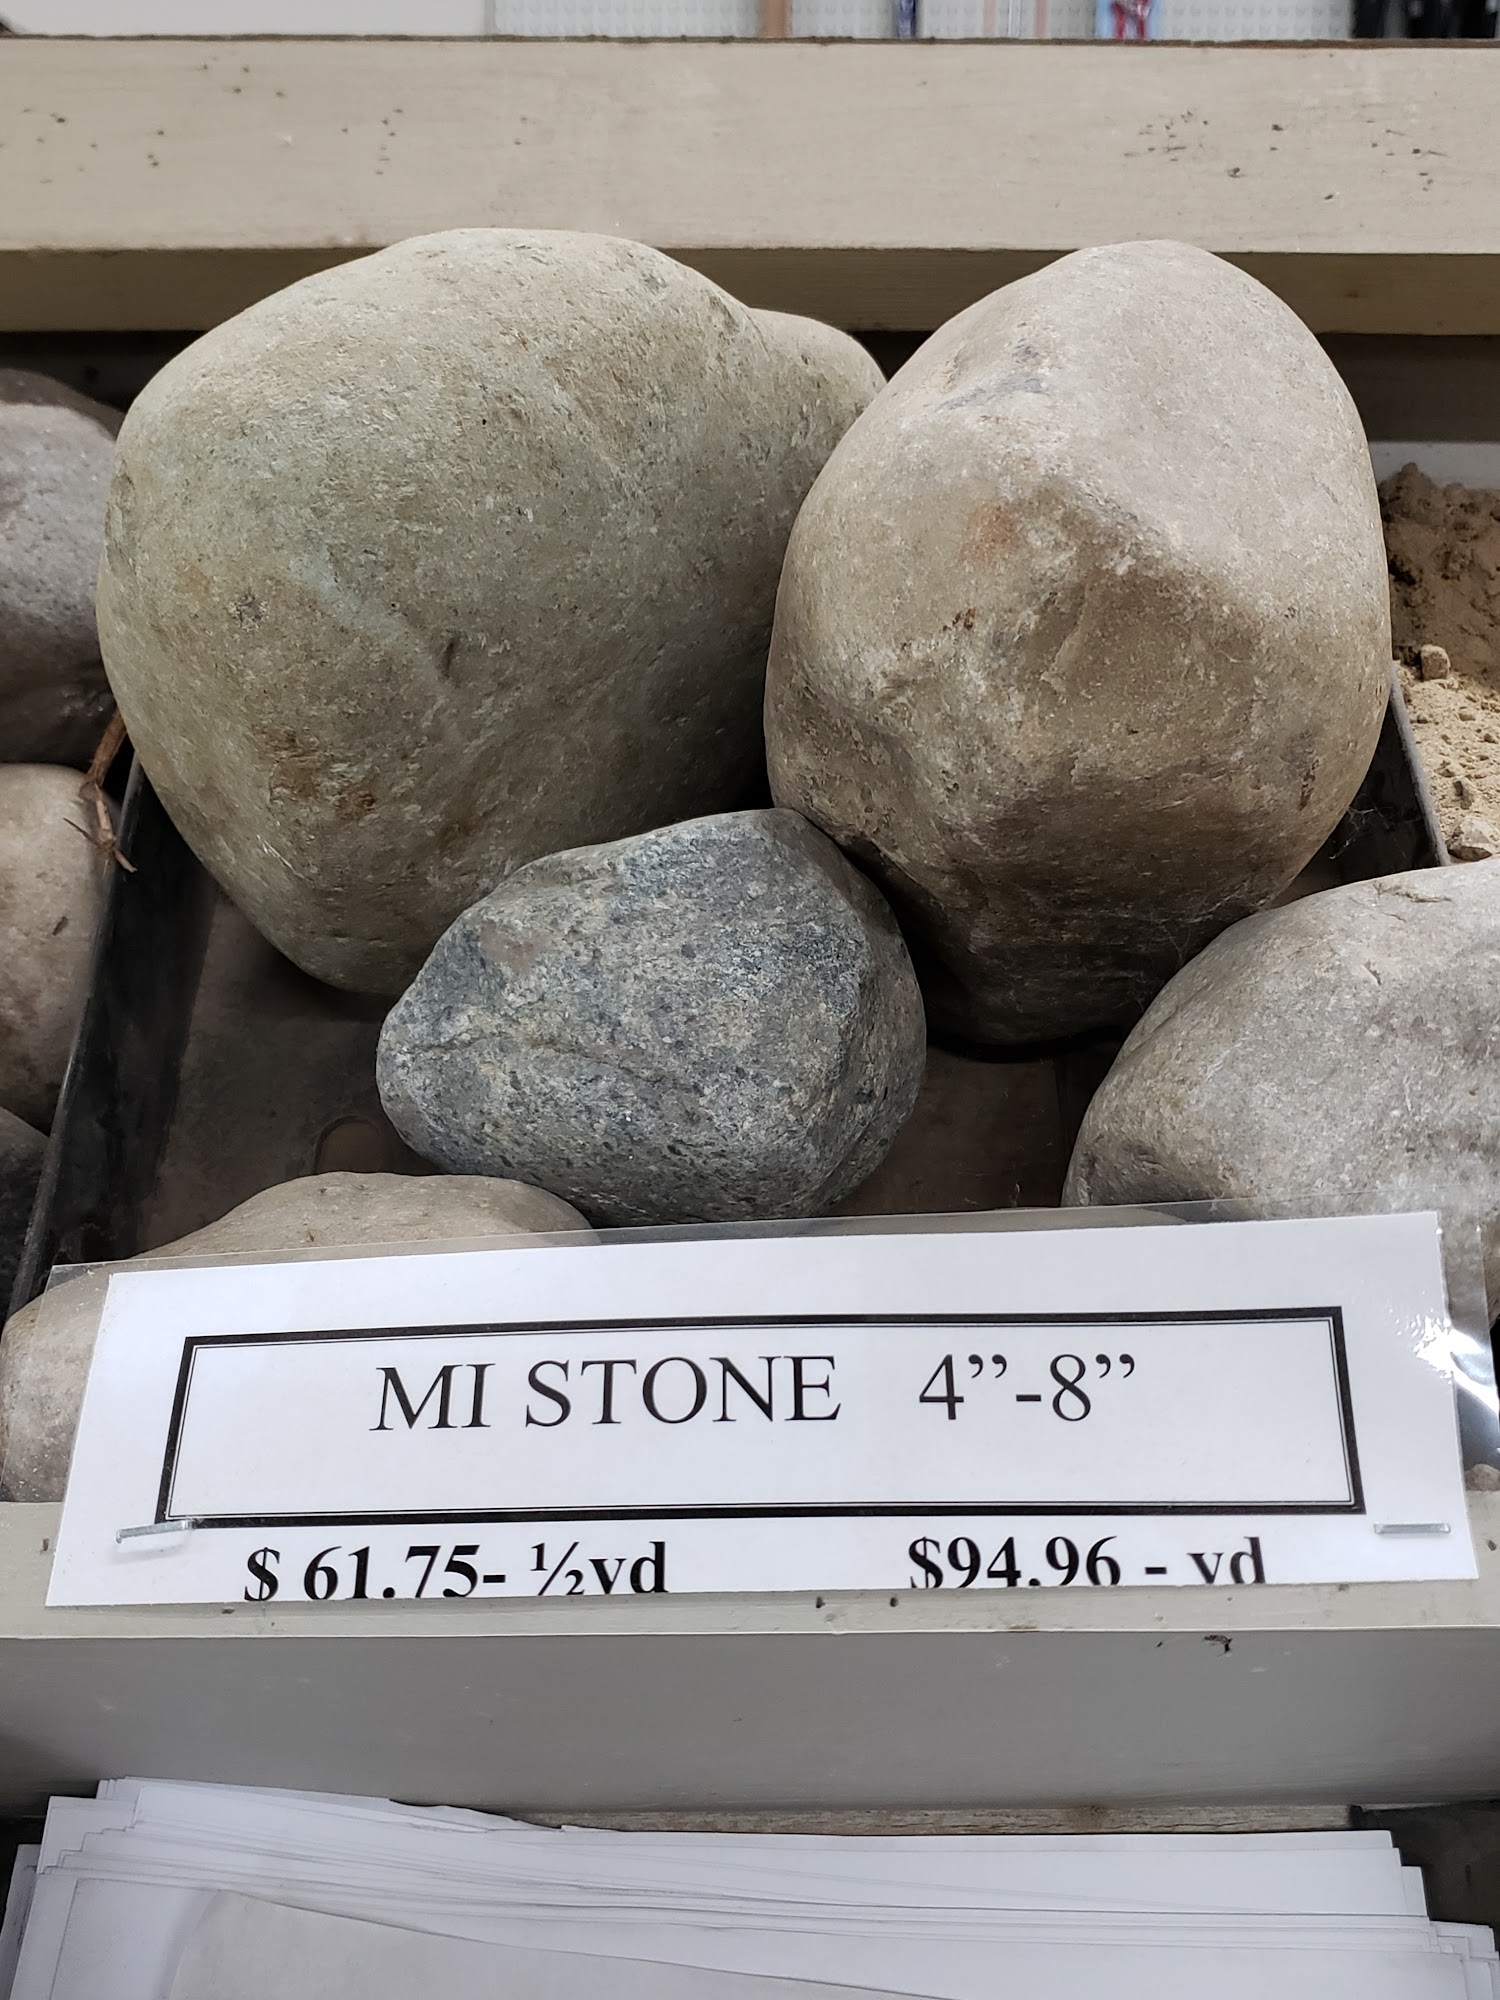 MI STONE 4”-8”
$ 61.75- ½yd $94.96 - yd